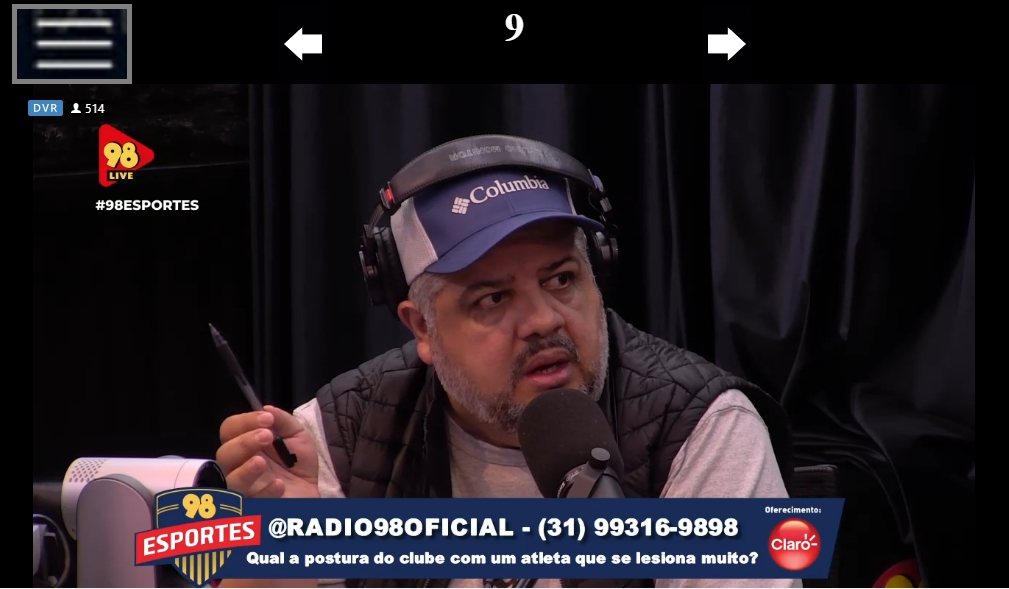 9
DVR 514
98
LIVE
#98ESPORTES
Columbia
98
ESPORTES
@RADIO98OFICIAL - (31) 99316-9898
Qual a postura do clube com um atleta que se lesiona muito?
Oferecimento:
Claro